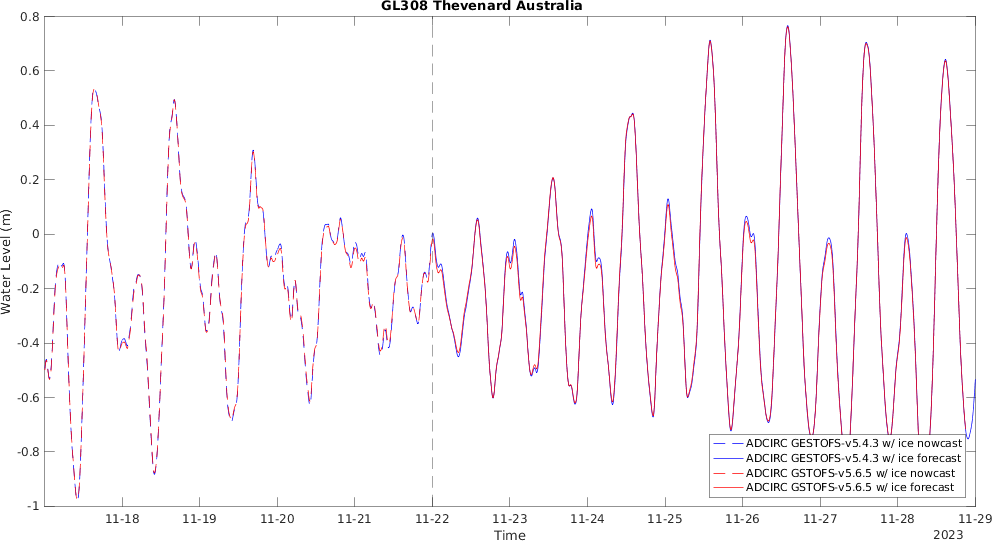 GL308 Thevenard Australia
Water Level (m)
0.8
0.6
0.4
0.2
0
-0.2
-0.4
-0.6
-0.8
-1
ADCIRC GESTOFS-v5.4.3 w/ ice nowcast
ADCIRC GESTOFS-v5.4.3 w/ ice forecast
ADCIRC GSTOFS-v5.6.5 w/ ice nowcast
ADCIRC GSTOFS-v5.6.5 w/ ice forecast
11-18 11-19 11-20 11-21 11-22 11-23 11-24 11-25 11-26 11-27 11-28 11-29
Time
2023